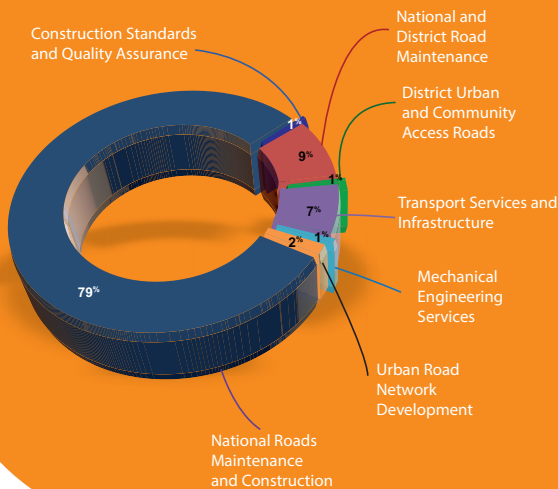 Construction Standards
and Quality Assurance
National and
District Road
Maintenance
District Urban
and Community
Access Roads
1%
9%
1%
7%
1%
2%
79%
Transport Services and
Infrastructure
Mechanical
Engineering
Services
Urban Road
Network
Development
National Roads
Maintenance
and Construction